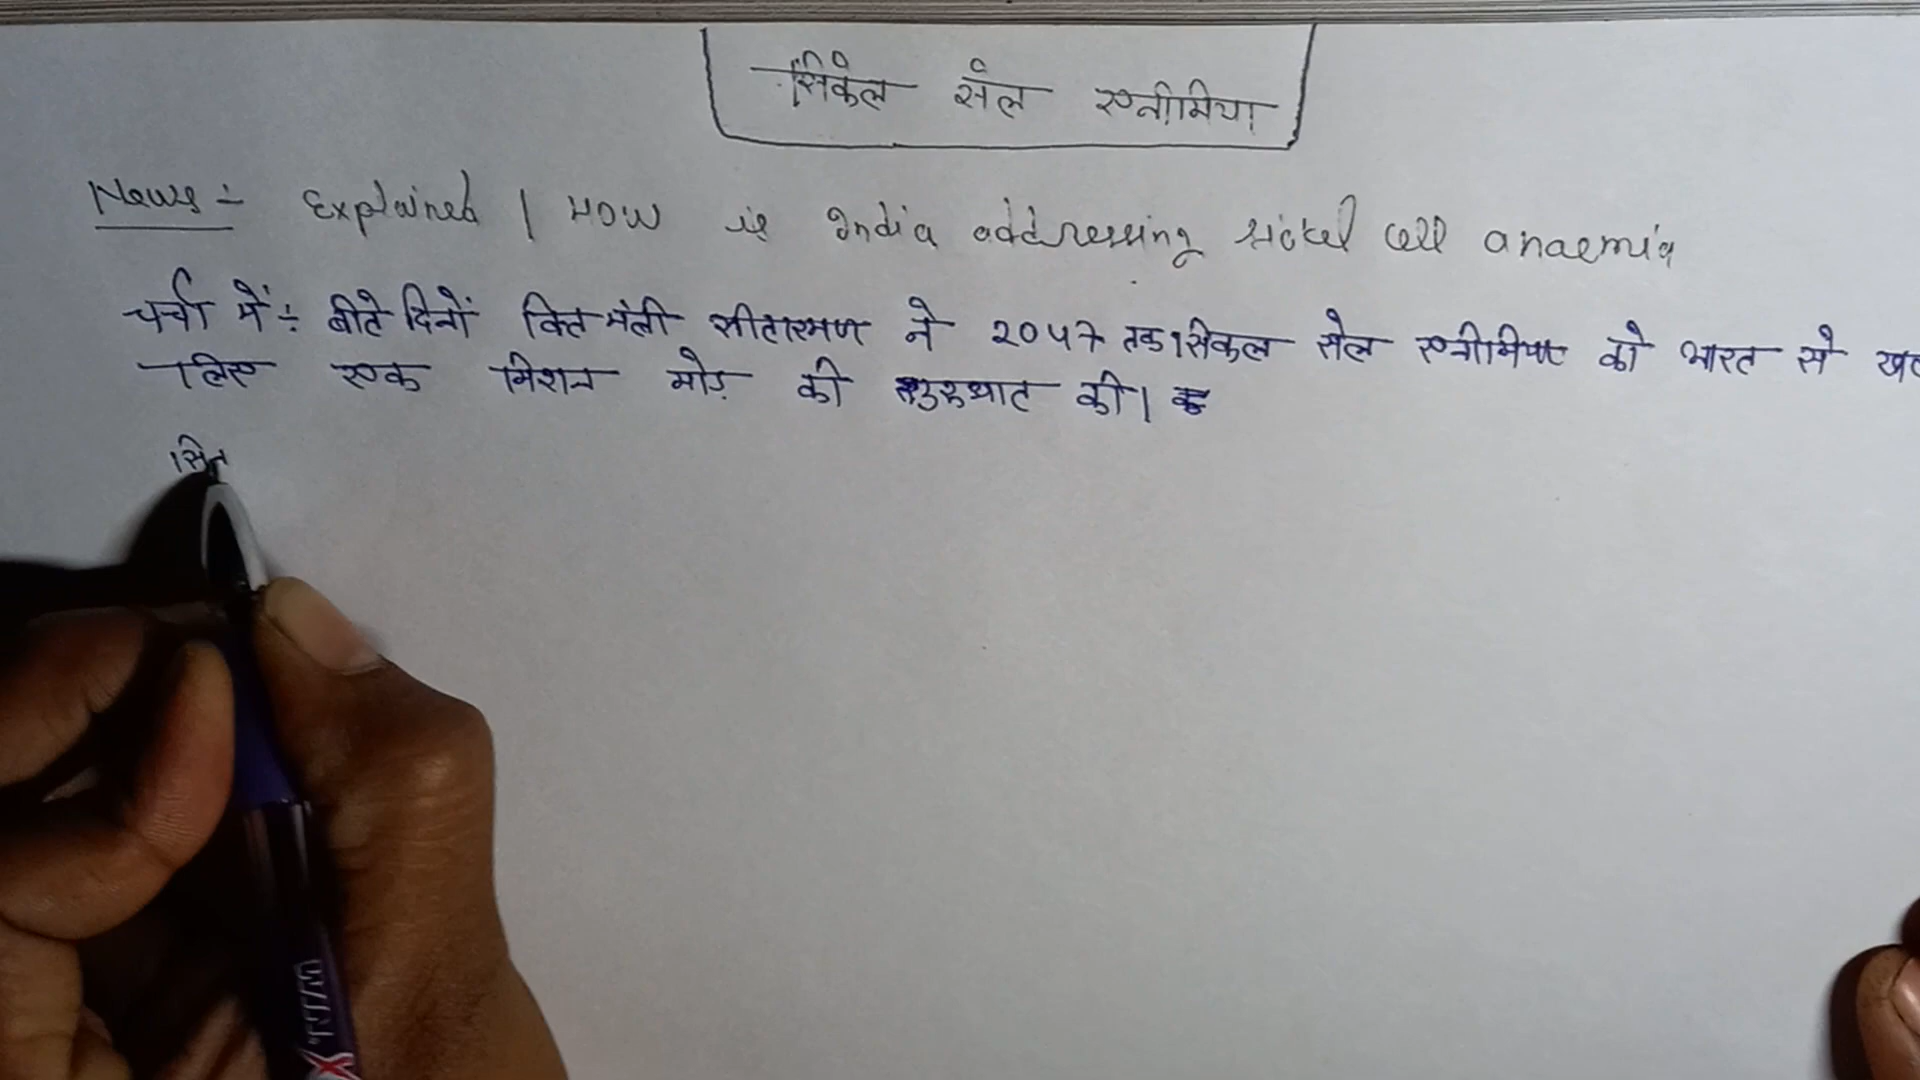 सिकेल सेल एनीमिया
News :- Explained | How is India addressing sickel cell anaemia
चर्चा में :- बीते दिनों वित मंत्री सीतारमण ने 2047 तक सिकल सेल एनीमिया को भारत से
लिए एक मिशन मोड़ की शुरुआत की।
WIN